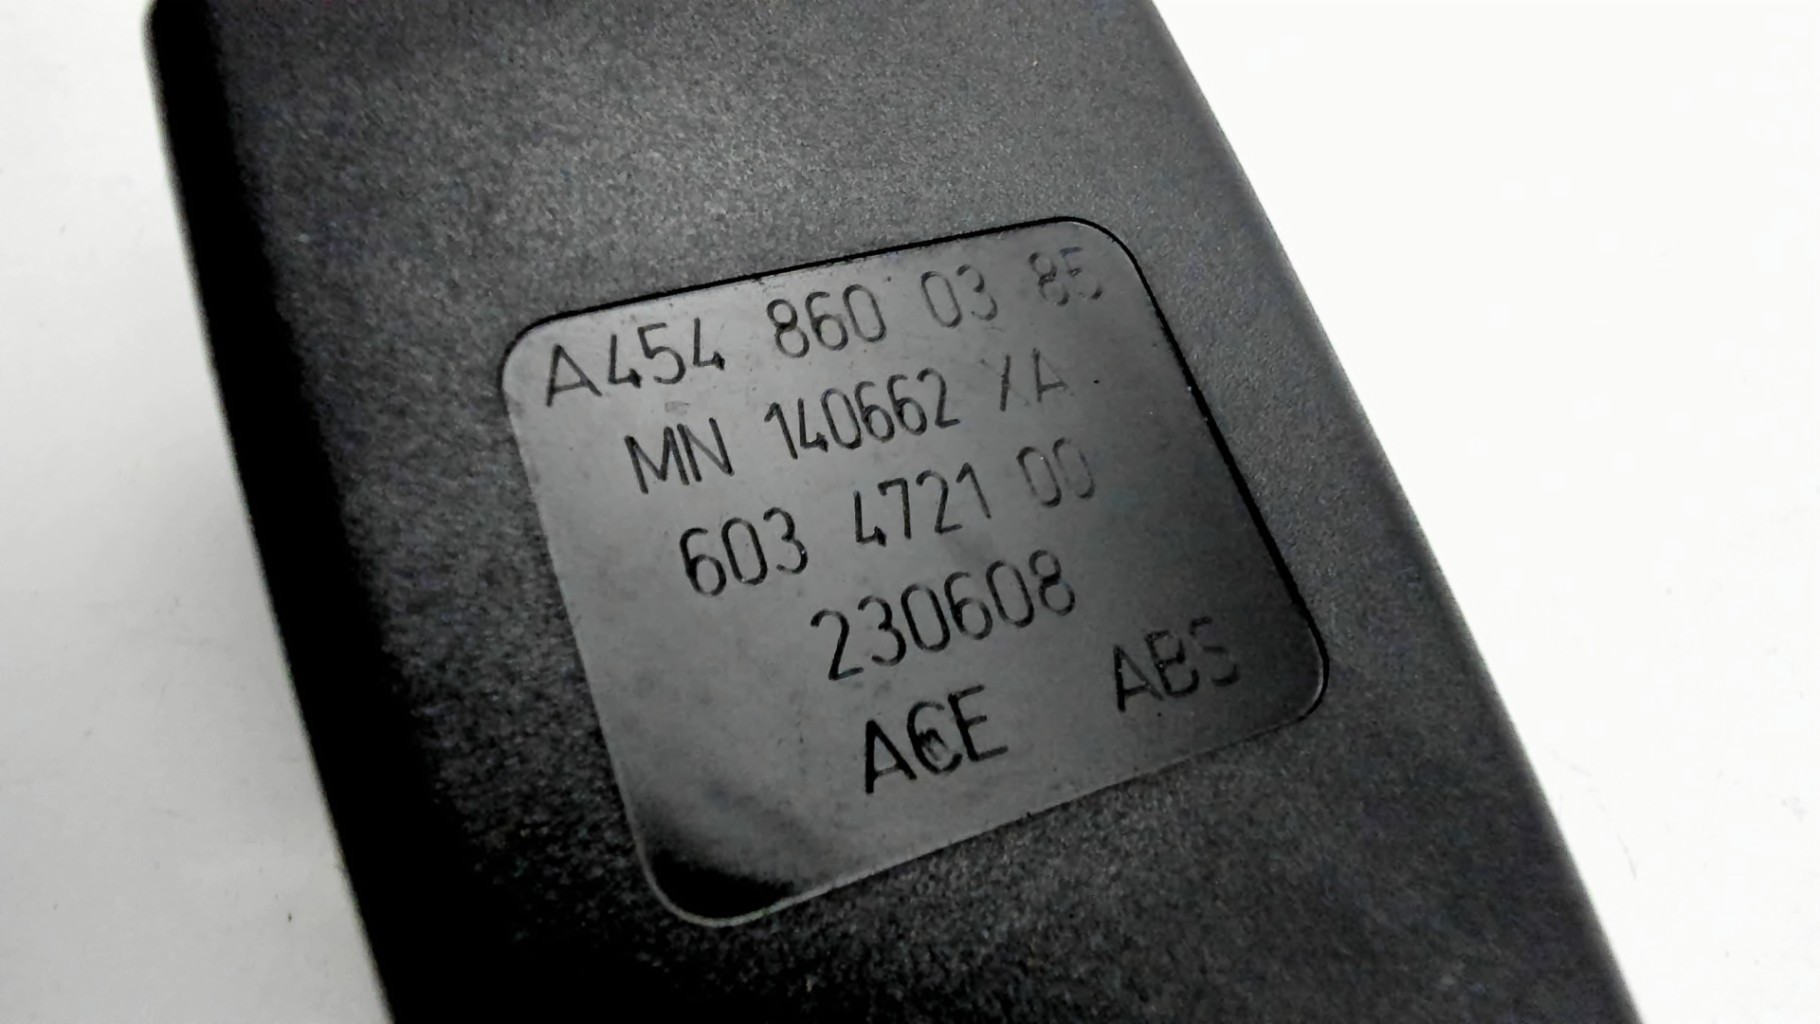 A454 860 03 85
MN 140662 XA
603 4721 00
230608
ACE ABS